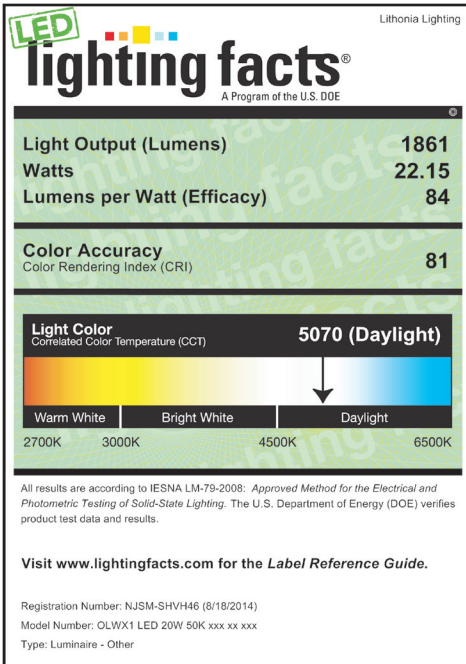 Lithonia Lighting
LED
lighting facts®
A Program of the U.S. DOE
Light Output (Lumens) 1861
Watts 22.15
Lumens per Watt (Efficacy) 84
Color Accuracy
Color Rendering Index (CRI) 81
Light Color
Correlated Color Temperature (CCT) 5070 (Daylight)
Warm White Bright White Daylight
2700K 3000K 4500K 6500K
All results are according to IESNA LM-79-2008: Approved Method for the Electrical and
Photometric Testing of Solid-State Lighting. The U.S. Department of Energy (DOE) verifies
product test data and results.
Visit www.lightingfacts.com for the Label Reference Guide.
Registration Number: NJSM-SHVH46 (8/18/2014)
Model Number: OLWX1 LED 20W 50K xxx xx xxx
Type: Luminaire - Other